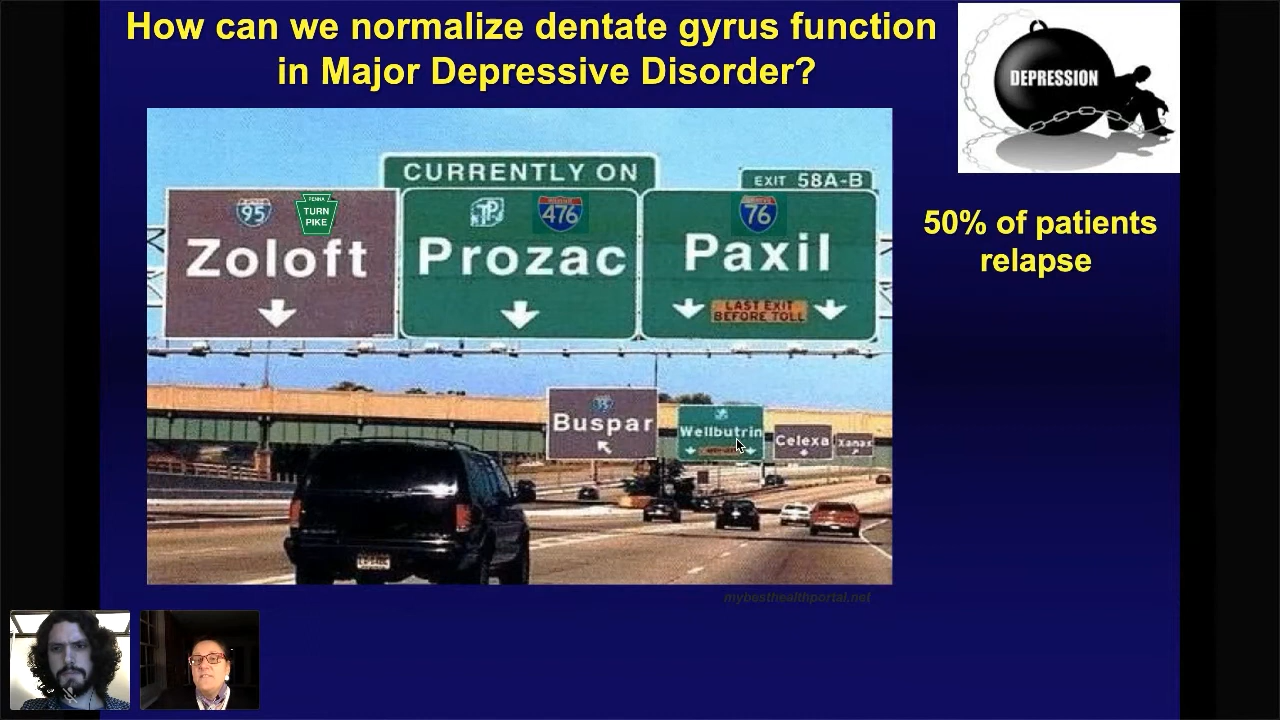 How can we normalize dentate gyrus function
in Major Depressive Disorder?
DEPRESSION
50% of patients
relapse
CURRENTLY ON
EXIT 58A-B
95
PENNA
TURN
PIKE
476
76
Zoloft
Prozac
Paxil
LAST EXIT
BEFORE TOLL
Buspar
Wellbutrin
Celexa
Xanax
mybesthealthportal.net